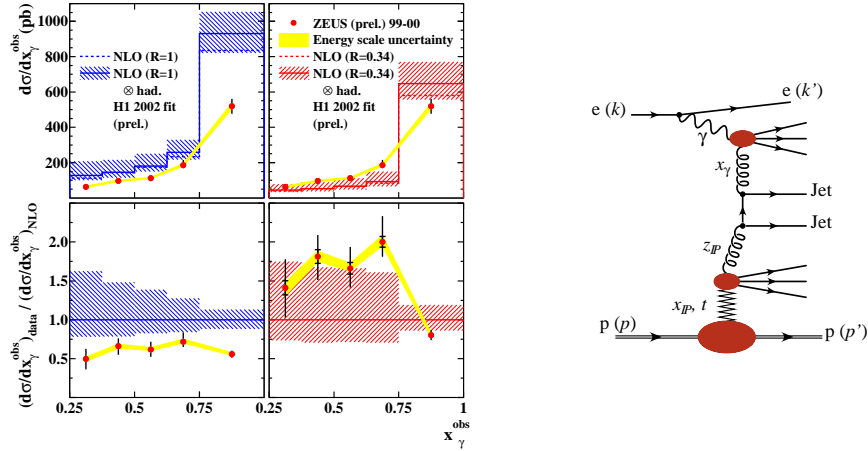 dσ/dx_γ^obs (pb)
1000
800
600
400
200
NLO (R=1)
NLO (R=1)
⊗ had.
H1 2002 fit
(prel.)
ZEUS (prel.) 99-00
Energy scale uncertainty
NLO (R=0.34)
NLO (R=0.34)
⊗ had.
H1 2002 fit
(prel.)
(dσ/dx_γ^obs)_data / (dσ/dx_γ^obs)_NLO
2.0
1.5
1.0
0.5
0.25 0.5 0.75 0.25 0.5 0.75 1
x_γ^obs
e (k)
e (k’)
γ
x_γ
Jet
Jet
z_IP
x_IP, t
p (p)
p (p’)